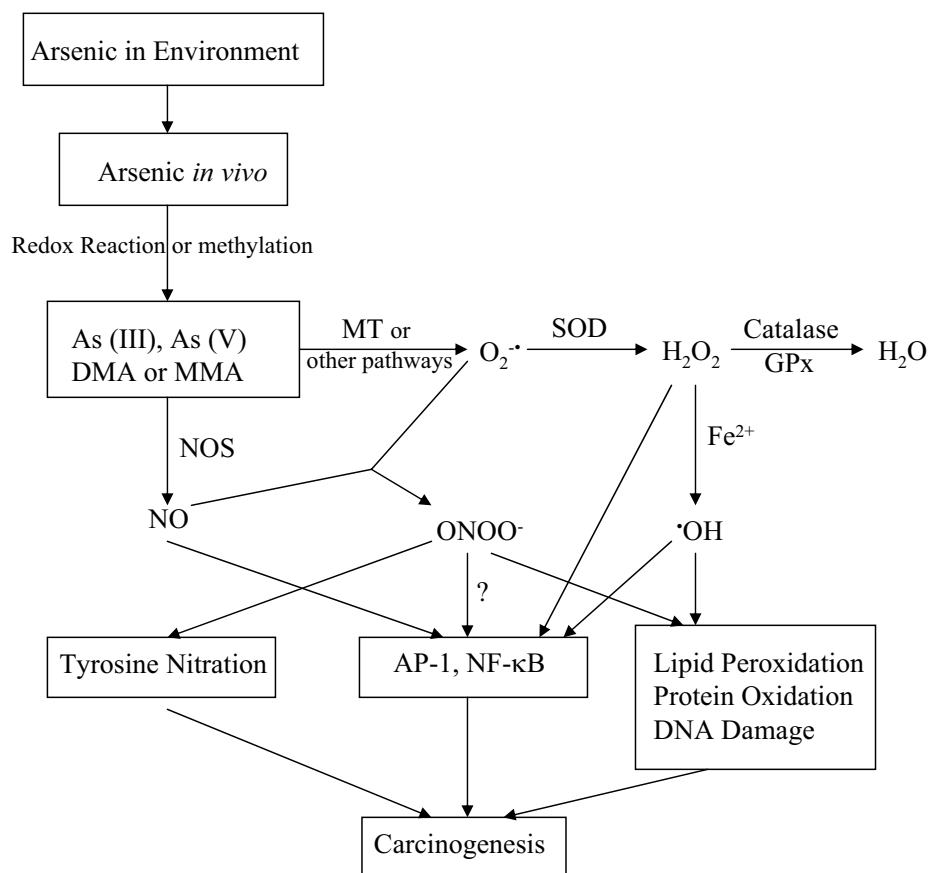 Arsenic in Environment
Arsenic in vivo
Redox Reaction or methylation
As (III), As (V)
DMA or MMA
MT or
other pathways
O₂⁻•
SOD
H₂O₂
Catalase
GPx
H₂O
NOS
Fe²⁺
NO
ONOO⁻
•OH
?
Tyrosine Nitration
AP-1, NF-κB
Lipid Peroxidation
Protein Oxidation
DNA Damage
Carcinogenesis